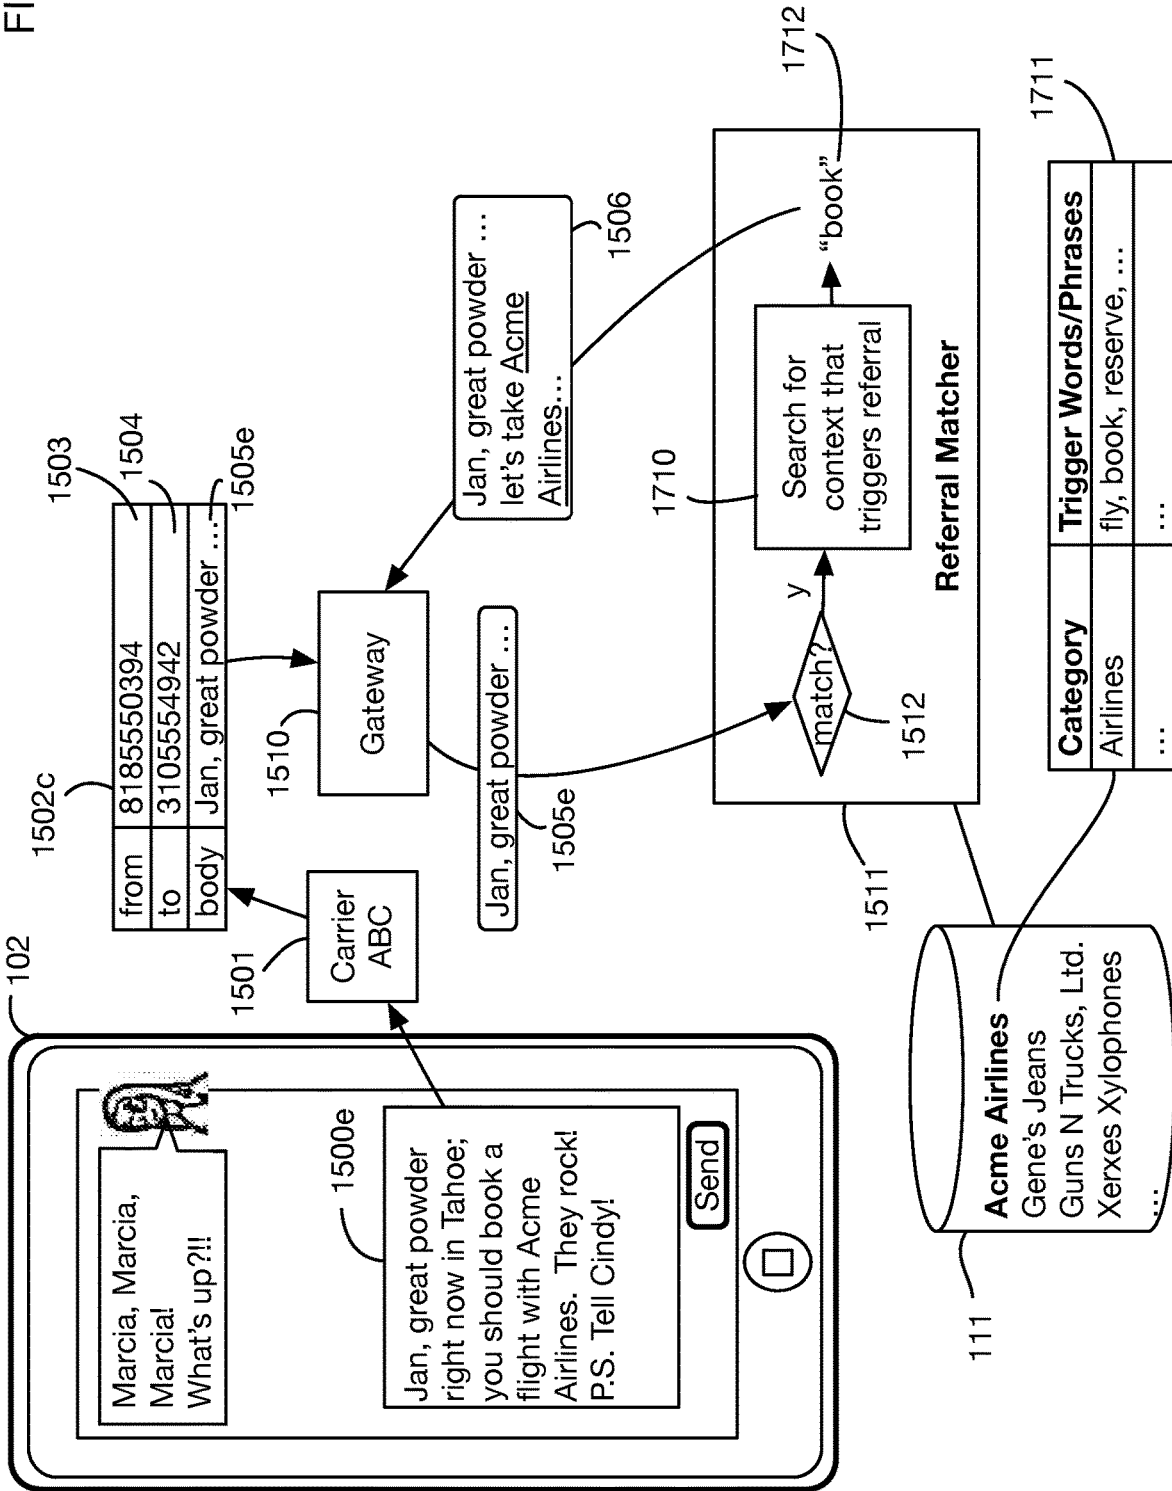 FI
102
Marcia, Marcia,
Marcia!
What's up?!!
1500e
Jan, great powder
right now in Tahoe;
you should book a
flight with Acme
Airlines. They rock!
P.S. Tell Cindy!
Send
1501
Carrier
ABC
1502c
from 8185550394
to 3105554942
body Jan, great powder ...
1503
1504
1505e
1510
Gateway
Jan, great powder ...
1505e
Jan, great powder ...
let's take Acme
Airlines...
1506
111
Acme Airlines
Gene's Jeans
Guns N Trucks, Ltd.
Xerxes Xylophones
...
1511
match?
1512
y
1710
Search for
context that
triggers referral
"book"
1712
Referral Matcher
Category Trigger Words/Phrases
Airlines fly, book, reserve, ...
... ...
1711